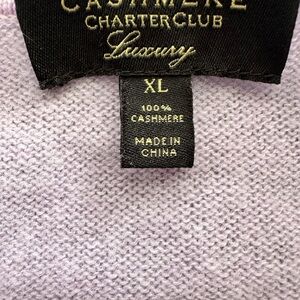 CASHMERE
CHARTER CLUB
Luxury
XL
100%
CASHMERE
MADE IN
CHINA